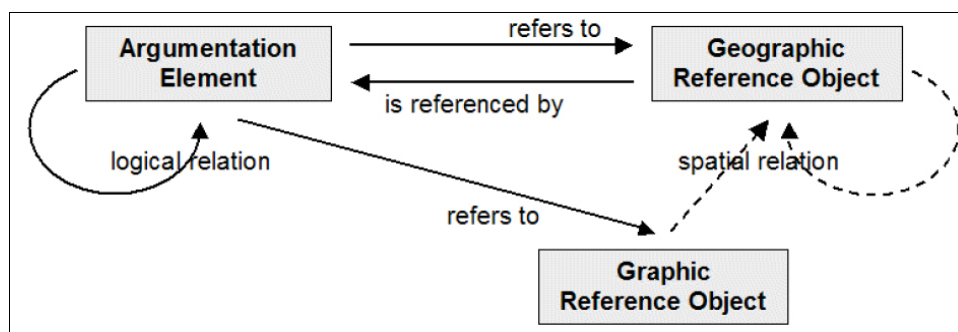 Argumentation
Element
refers to
Geographic
Reference Object
is referenced by
logical relation
spatial relation
refers to
Graphic
Reference Object